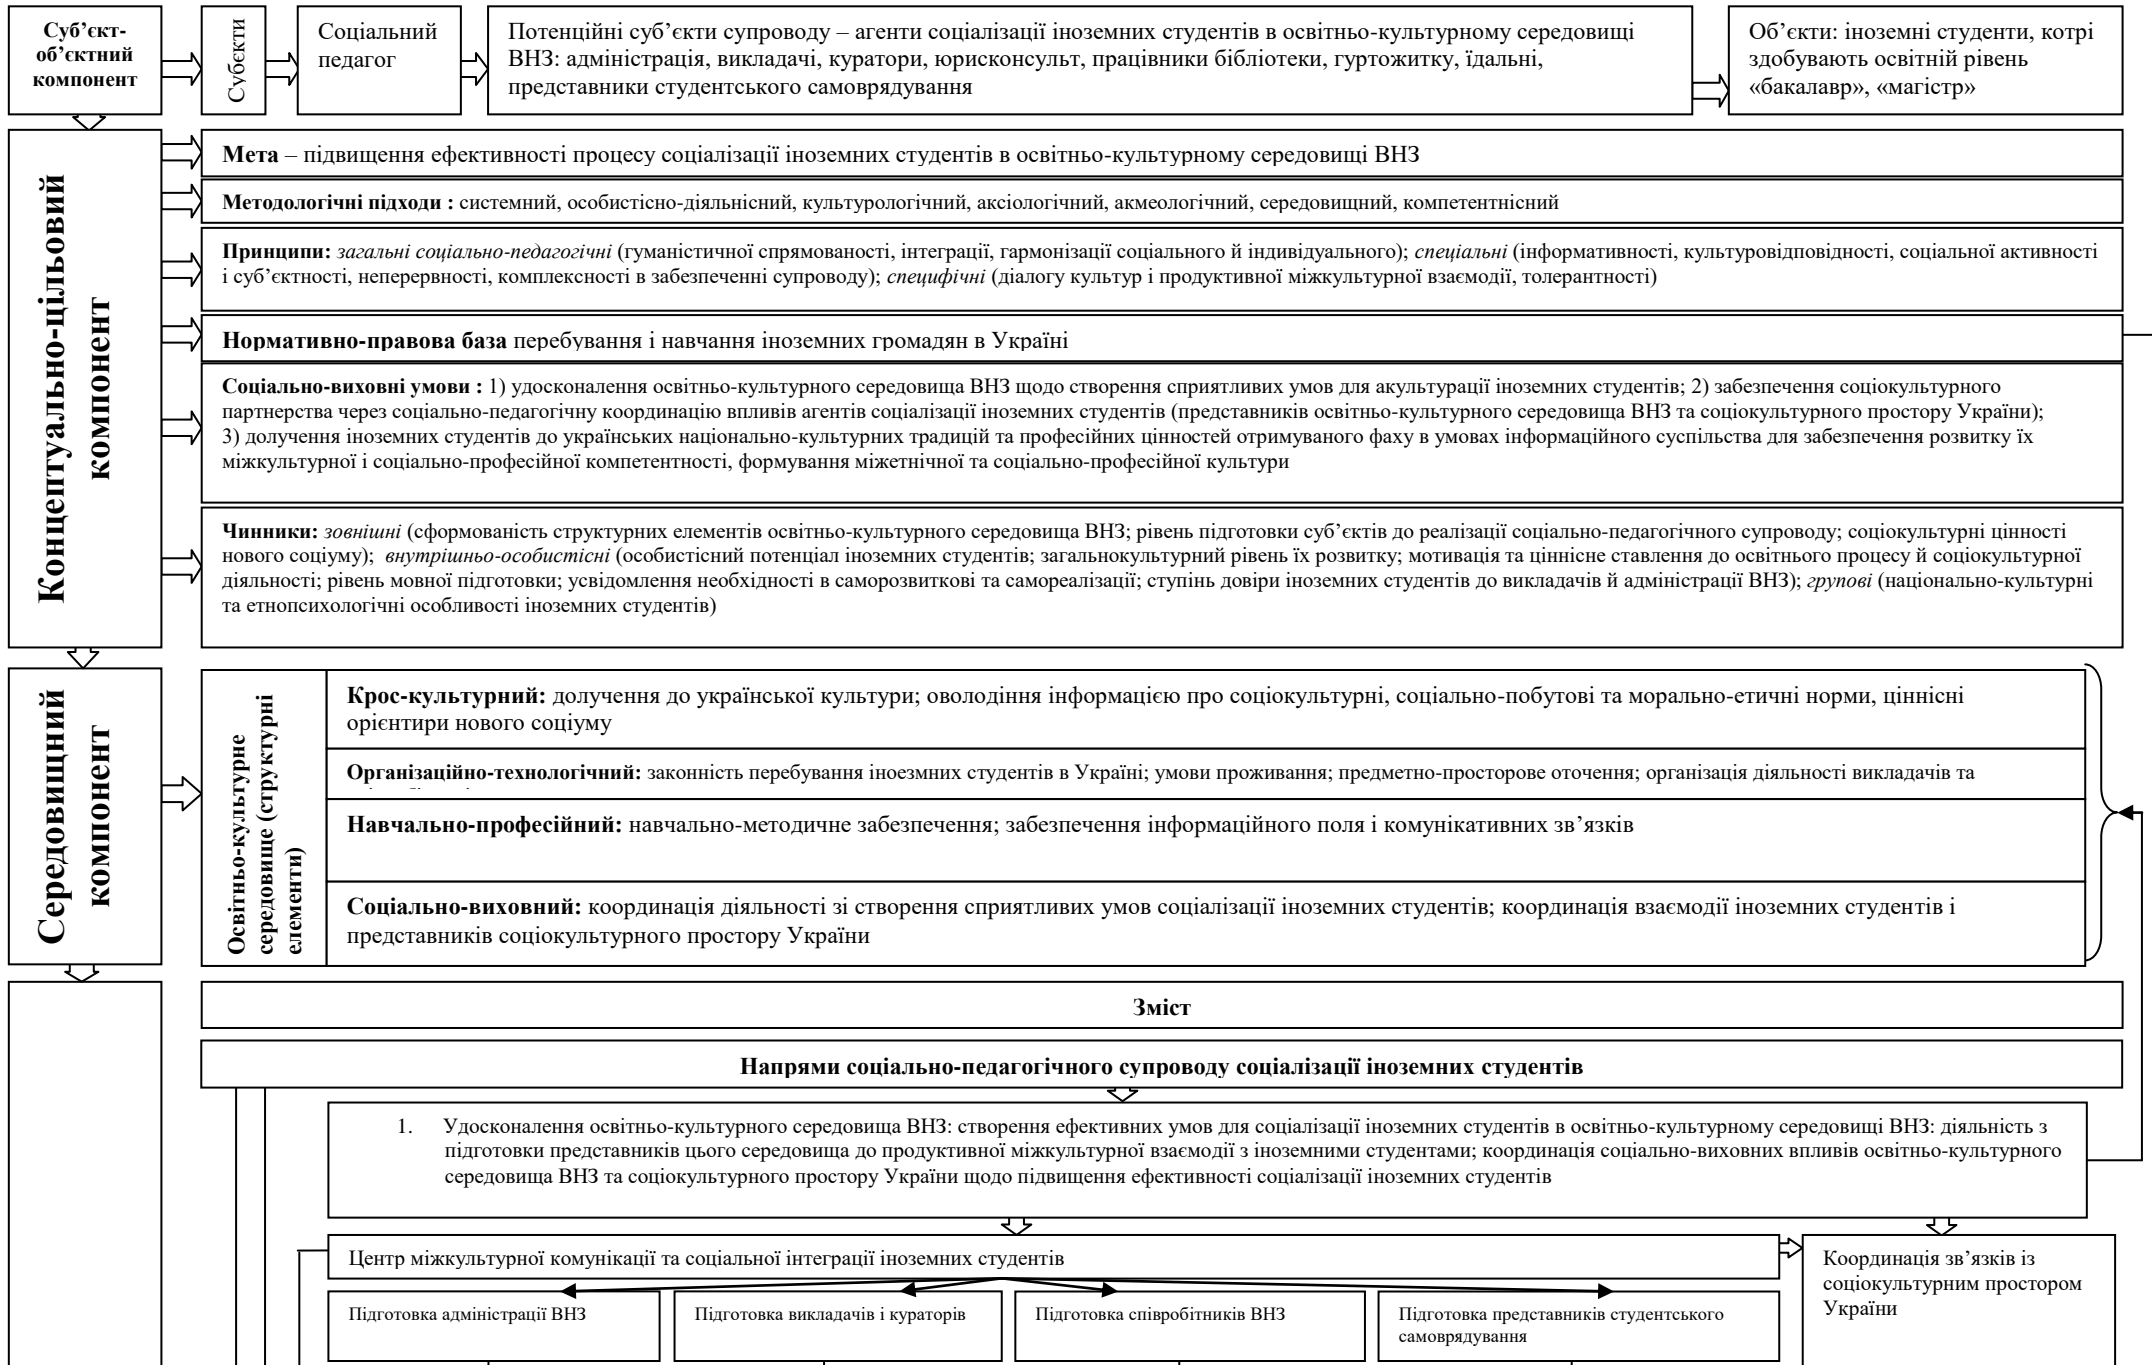 Суб’єкт-
об’єктний
компонент
Субєкти
Соціальний
педагог
Потенційні суб’єкти супроводу – агенти соціалізації іноземних студентів в освітньо-культурному середовищі
ВНЗ: адміністрація, викладачі, куратори, юрисконсульт, працівники бібліотеки, гуртожитку, їдальні,
представники студентського самоврядування
Об’єкти: іноземні студенти, котрі
здобувають освітній рівень
«бакалавр», «магістр»
Концептуально-цільовий
компонент
Мета – підвищення ефективності процесу соціалізації іноземних студентів в освітньо-культурному середовищі ВНЗ
Методологічні підходи : системний, особистісно-діяльнісний, культурологічний, аксіологічний, акмеологічний, середовищний, компетентнісний
Принципи: загальні соціально-педагогічні (гуманістичної спрямованості, інтеграції, гармонізації соціального й індивідуального); спеціальні (інформативності, культуровідповідності, соціальної активності
і суб’єктності, неперервності, комплексності в забезпеченні супроводу); специфічні (діалогу культур і продуктивної міжкультурної взаємодії, толерантності)
Нормативно-правова база перебування і навчання іноземних громадян в Україні
Соціально-виховні умови : 1) удосконалення освітньо-культурного середовища ВНЗ щодо створення сприятливих умов для акультурації іноземних студентів; 2) забезпечення соціокультурного
партнерства через соціально-педагогічну координацію впливів агентів соціалізації іноземних студентів (представників освітньо-культурного середовища ВНЗ та соціокультурного простору України);
3) долучення іноземних студентів до українських національно-культурних традицій та професійних цінностей отримуваного фаху в умовах інформаційного суспільства для забезпечення розвитку їх
міжкультурної і соціально-професійної компетентності, формування міжетнічної та соціально-професійної культури
Чинники: зовнішні (сформованість структурних елементів освітньо-культурного середовища ВНЗ; рівень підготовки суб’єктів до реалізації соціально-педагогічного супроводу; соціокультурні цінності
нового соціуму); внутрішньо-особистісні (особистісний потенціал іноземних студентів; загальнокультурний рівень їх розвитку; мотивація та ціннісне ставлення до освітнього процесу й соціокультурної
діяльності; рівень мовної підготовки; усвідомлення необхідності в саморозвиткові та самореалізації; ступінь довіри іноземних студентів до викладачів й адміністрації ВНЗ); групові (національно-культурні
та етнопсихологічні особливості іноземних студентів)
Середовищний
компонент
Освітньо-культурне
середовище (структурні
елементи)
Крос-культурний: долучення до української культури; оволодіння інформацією про соціокультурні, соціально-побутові та морально-етичні норми, ціннісні
орієнтири нового соціуму
Організаційно-технологічний: законність перебування іноезмних студентів в Україні; умови проживання; предметно-просторове оточення; організація діяльності викладачів та
Навчально-професійний: навчально-методичне забезпечення; забезпечення інформаційного поля і комунікативних зв’язків
Соціально-виховний: координація діяльності зі створення сприятливих умов соціалізації іноземних студентів; координація взаємодії іноземних студентів і
представників соціокультурного простору України
Зміст
Напрями соціально-педагогічного супроводу соціалізації іноземних студентів
1. Удосконалення освітньо-культурного середовища ВНЗ: створення ефективних умов для соціалізації іноземних студентів в освітньо-культурному середовищі ВНЗ: діяльність з
підготовки представників цього середовища до продуктивної міжкультурної взаємодії з іноземними студентами; координація соціально-виховних впливів освітньо-культурного
середовища ВНЗ та соціокультурного простору України щодо підвищення ефективності соціалізації іноземних студентів
Центр міжкультурної комунікації та соціальної інтеграції іноземних студентів
Координація зв’язків із
соціокультурним простором
України
Підготовка адміністрації ВНЗ
Підготовка викладачів і кураторів
Підготовка співробітників ВНЗ
Підготовка представників студентського
самоврядування